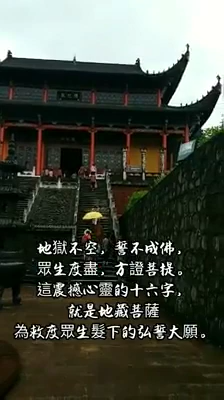 地獄不空，誓不成佛，
眾生度盡，方證菩提。
這震撼心靈的十六字，
就是地藏菩薩
為救度眾生髮下的弘誓大願。